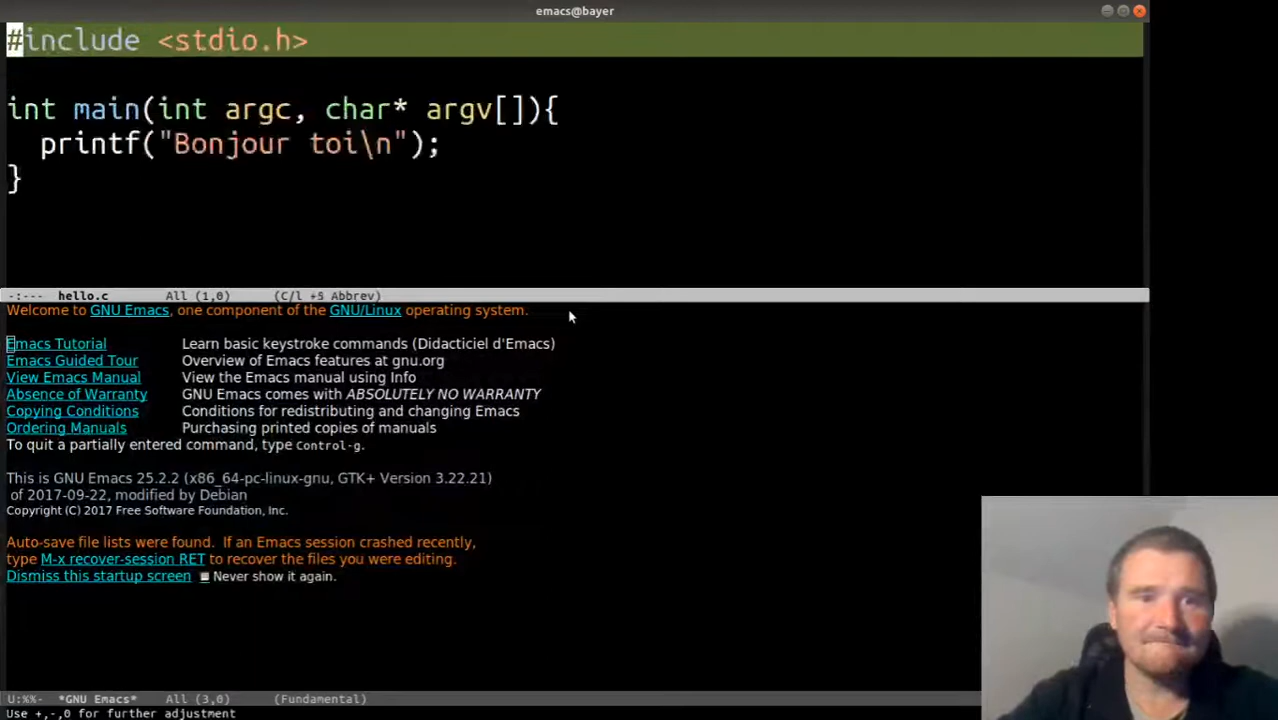 emacs@bayer
#include <stdio.h>
int main(int argc, char* argv[]){
printf("Bonjour toi\n");
}
-:--- hello.c All (1,0) (C/l +S Abbrev)
Welcome to GNU Emacs, one component of the GNU/Linux operating system.
Emacs Tutorial Learn basic keystroke commands (Didacticiel d'Emacs)
Emacs Guided Tour Overview of Emacs features at gnu.org
View Emacs Manual View the Emacs manual using Info
Absence of Warranty GNU Emacs comes with ABSOLUTELY NO WARRANTY
Copying Conditions Conditions for redistributing and changing Emacs
Ordering Manuals Purchasing printed copies of manuals
To quit a partially entered command, type Control-g.
This is GNU Emacs 25.2.2 (x86_64-pc-linux-gnu, GTK+ Version 3.22.21)
of 2017-09-22, modified by Debian
Copyright (C) 2017 Free Software Foundation, Inc.
Auto-save file lists were found. If an Emacs session crashed recently,
type M-x recover-session RET to recover the files you were editing.
Dismiss this startup screen Never show it again.
U:%%- *GNU Emacs* All (3,0) (Fundamental)
Use +,-,0 for further adjustment